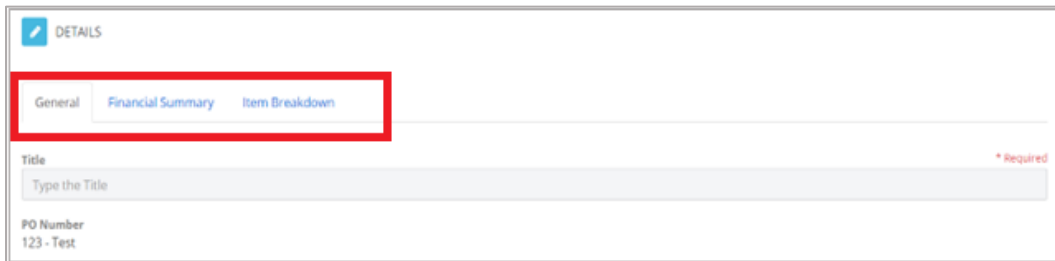 DETAILS
General Financial Summary Item Breakdown
Title * Required
Type the Title
PO Number
123 - Test